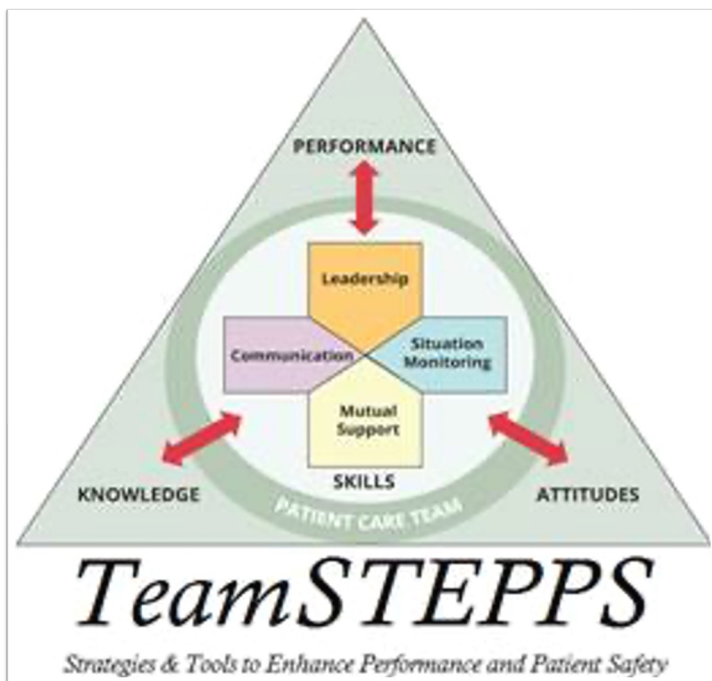 PERFORMANCE
Leadership
Communication
Situation
Monitoring
Mutual
Support
SKILLS
KNOWLEDGE
ATTITUDES
PATIENT CARE TEAM
TeamSTEPPS
Strategies & Tools to Enhance Performance and Patient Safety